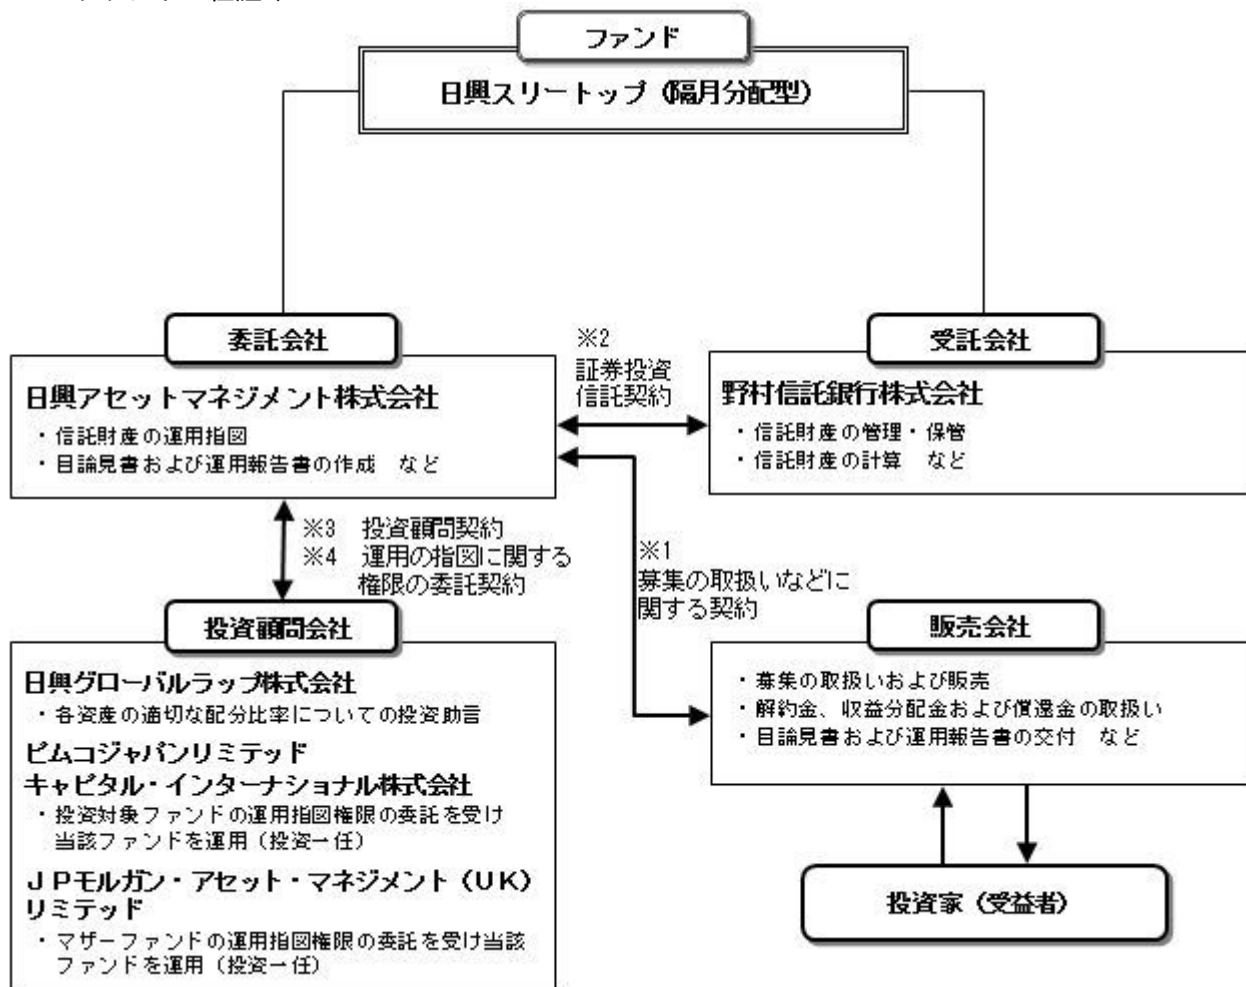 ファンド
日興スリートップ（隔月分配型）
委託会社
日興アセットマネジメント株式会社
・信託財産の運用指図
・目論見書および運用報告書の作成　など
※2
証券投資
信託契約
受託会社
野村信託銀行株式会社
・信託財産の管理・保管
・信託財産の計算　など
※3　投資顧問契約
※4　運用の指図に関する
権限の委託契約
※1
募集の取扱いなどに
関する契約
投資顧問会社
日興グローバルラップ株式会社
・各資産の適切な配分比率についての投資助言
ピムコジャパンリミテッド
キャピタル・インターナショナル株式会社
・投資対象ファンドの運用指図権限の委託を受け
当該ファンドを運用（投資一任）
ＪＰモルガン・アセット・マネジメント（ＵＫ）
リミテッド
・マザーファンドの運用指図権限の委託を受け当該
ファンドを運用（投資一任）
販売会社
・募集の取扱いおよび販売
・解約金、収益分配金および償還金の取扱い
・目論見書および運用報告書の交付　など
投資家（受益者）